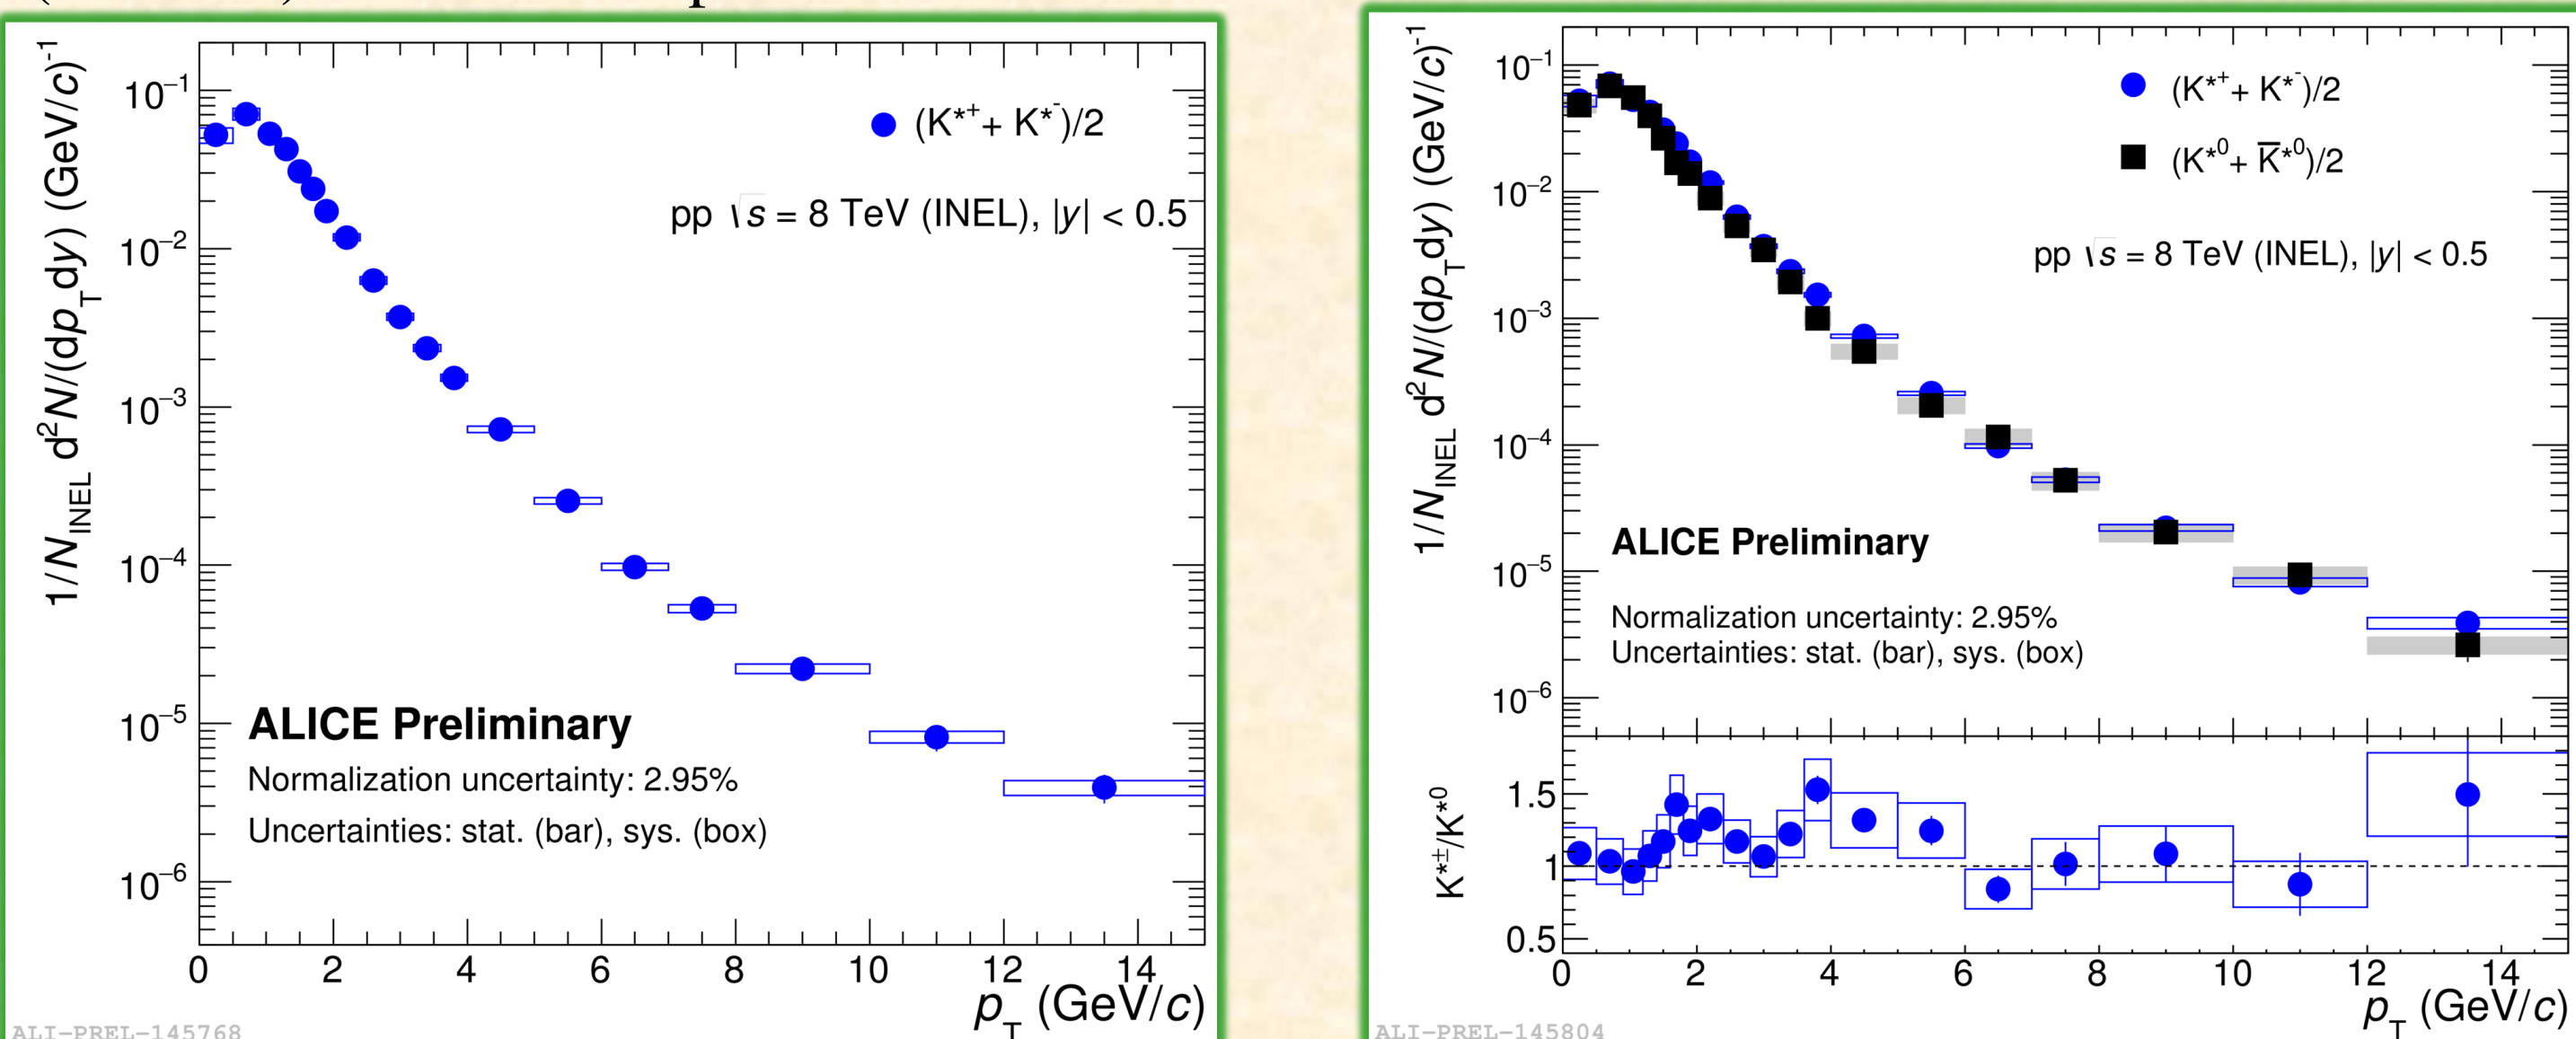 1/N_INEL d²N/(dp_T dy) (GeV/c)⁻¹
10⁻¹
10⁻²
10⁻³
10⁻⁴
10⁻⁵
10⁻⁶
(K*⁺+ K*⁻)/2
pp √s = 8 TeV (INEL), |y| < 0.5
ALICE Preliminary
Normalization uncertainty: 2.95%
Uncertainties: stat. (bar), sys. (box)
0 2 4 6 8 10 12 14
p_T (GeV/c)
ALI-PREL-145768
1/N_INEL d²N/(dp_T dy) (GeV/c)⁻¹
10⁻¹
10⁻²
10⁻³
10⁻⁴
10⁻⁵
10⁻⁶
(K*⁺+ K*⁻)/2
(K*⁰+ K̅*⁰)/2
pp √s = 8 TeV (INEL), |y| < 0.5
ALICE Preliminary
Normalization uncertainty: 2.95%
Uncertainties: stat. (bar), sys. (box)
K*±/K*⁰
1.5
1
0.5
0 2 4 6 8 10 12 14
p_T (GeV/c)
ALI-PREL-145804